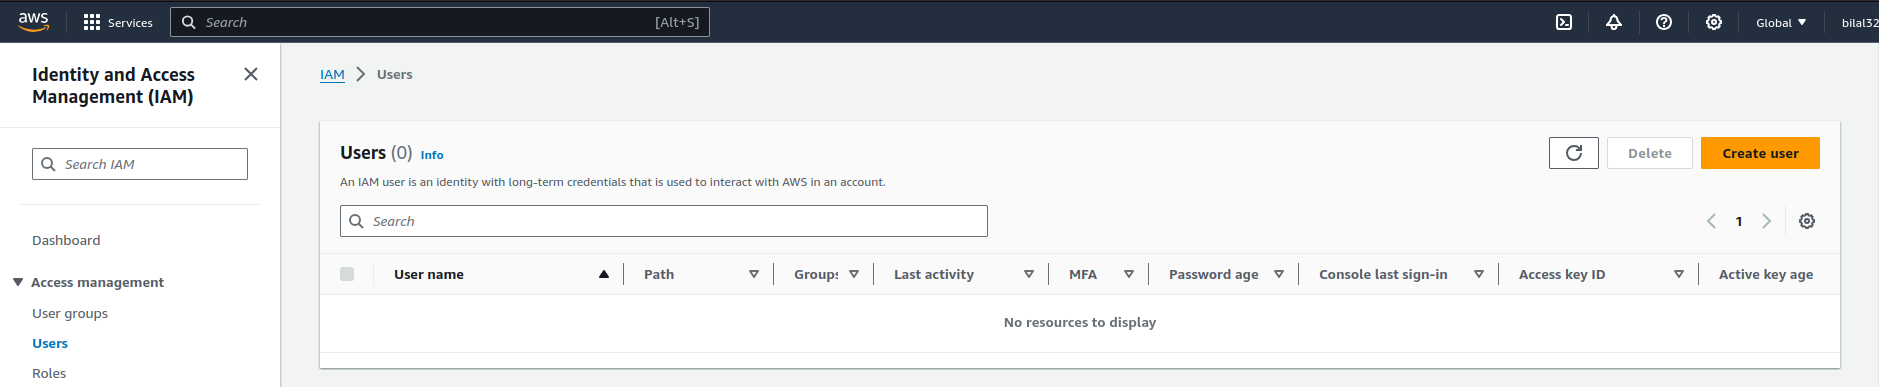 aws
Services
Search
[Alt+S]
Global
bilal32
Identity and Access
Management (IAM)
Search IAM
Dashboard
Access management
User groups
Users
Roles
IAM > Users
Users (0) Info
Delete
Create user
An IAM user is an identity with long-term credentials that is used to interact with AWS in an account.
Search
1
User name
Path
Groups
Last activity
MFA
Password age
Console last sign-in
Access key ID
Active key age
No resources to display